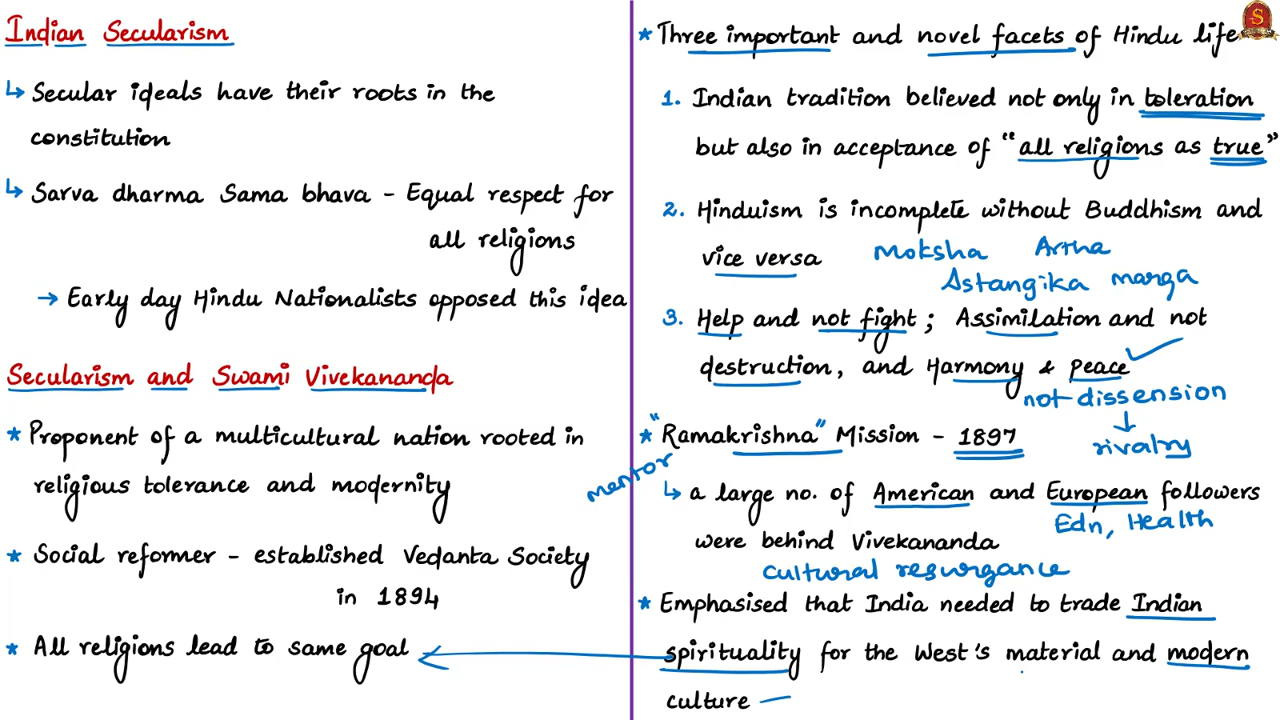 Indian Secularism
↳ Secular ideals have their roots in the
constitution
↳ Sarva dharma Sama bhava - Equal respect for
all religions
→ Early day Hindu Nationalists opposed this idea
Secularism and Swami Vivekananda
* Proponent of a multicultural nation rooted in
religious tolerance and modernity
* Social reformer - established Vedanta Society
in 1894
* All religions lead to same goal
* Three important and novel facets of Hindu life
S
1. Indian tradition believed not only in toleration
but also in acceptance of "all religions as true"
2. Hinduism is incomplete without Buddhism and
vice versa Moksha Artha
Astangika marga
3. Help and not fight; Assimilation and not
destruction, and Harmony & peace
not dissension
↓
rivalry
* "Ramakrishna" Mission - 1897
mentor
↳ a large no. of American and European followers
Edn, Health
were behind Vivekananda
cultural resurgance
* Emphasised that India needed to trade Indian
spirituality for the West's material and modern
culture —